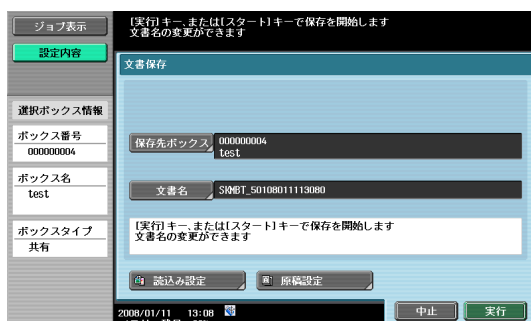 ジョブ表示
設定内容
選択ボックス情報
ボックス番号
000000004
ボックス名
test
ボックスタイプ
共有
[実行]キー、または[スタート]キーで保存を開始します
文書名の変更ができます
文書保存
保存先ボックス
000000004
test
文書名
SKMBT_50108011113080
[実行]キー、または[スタート]キーで保存を開始します
文書名の変更ができます
読込み設定
原稿設定
2008/01/11 13:08
中止
実行